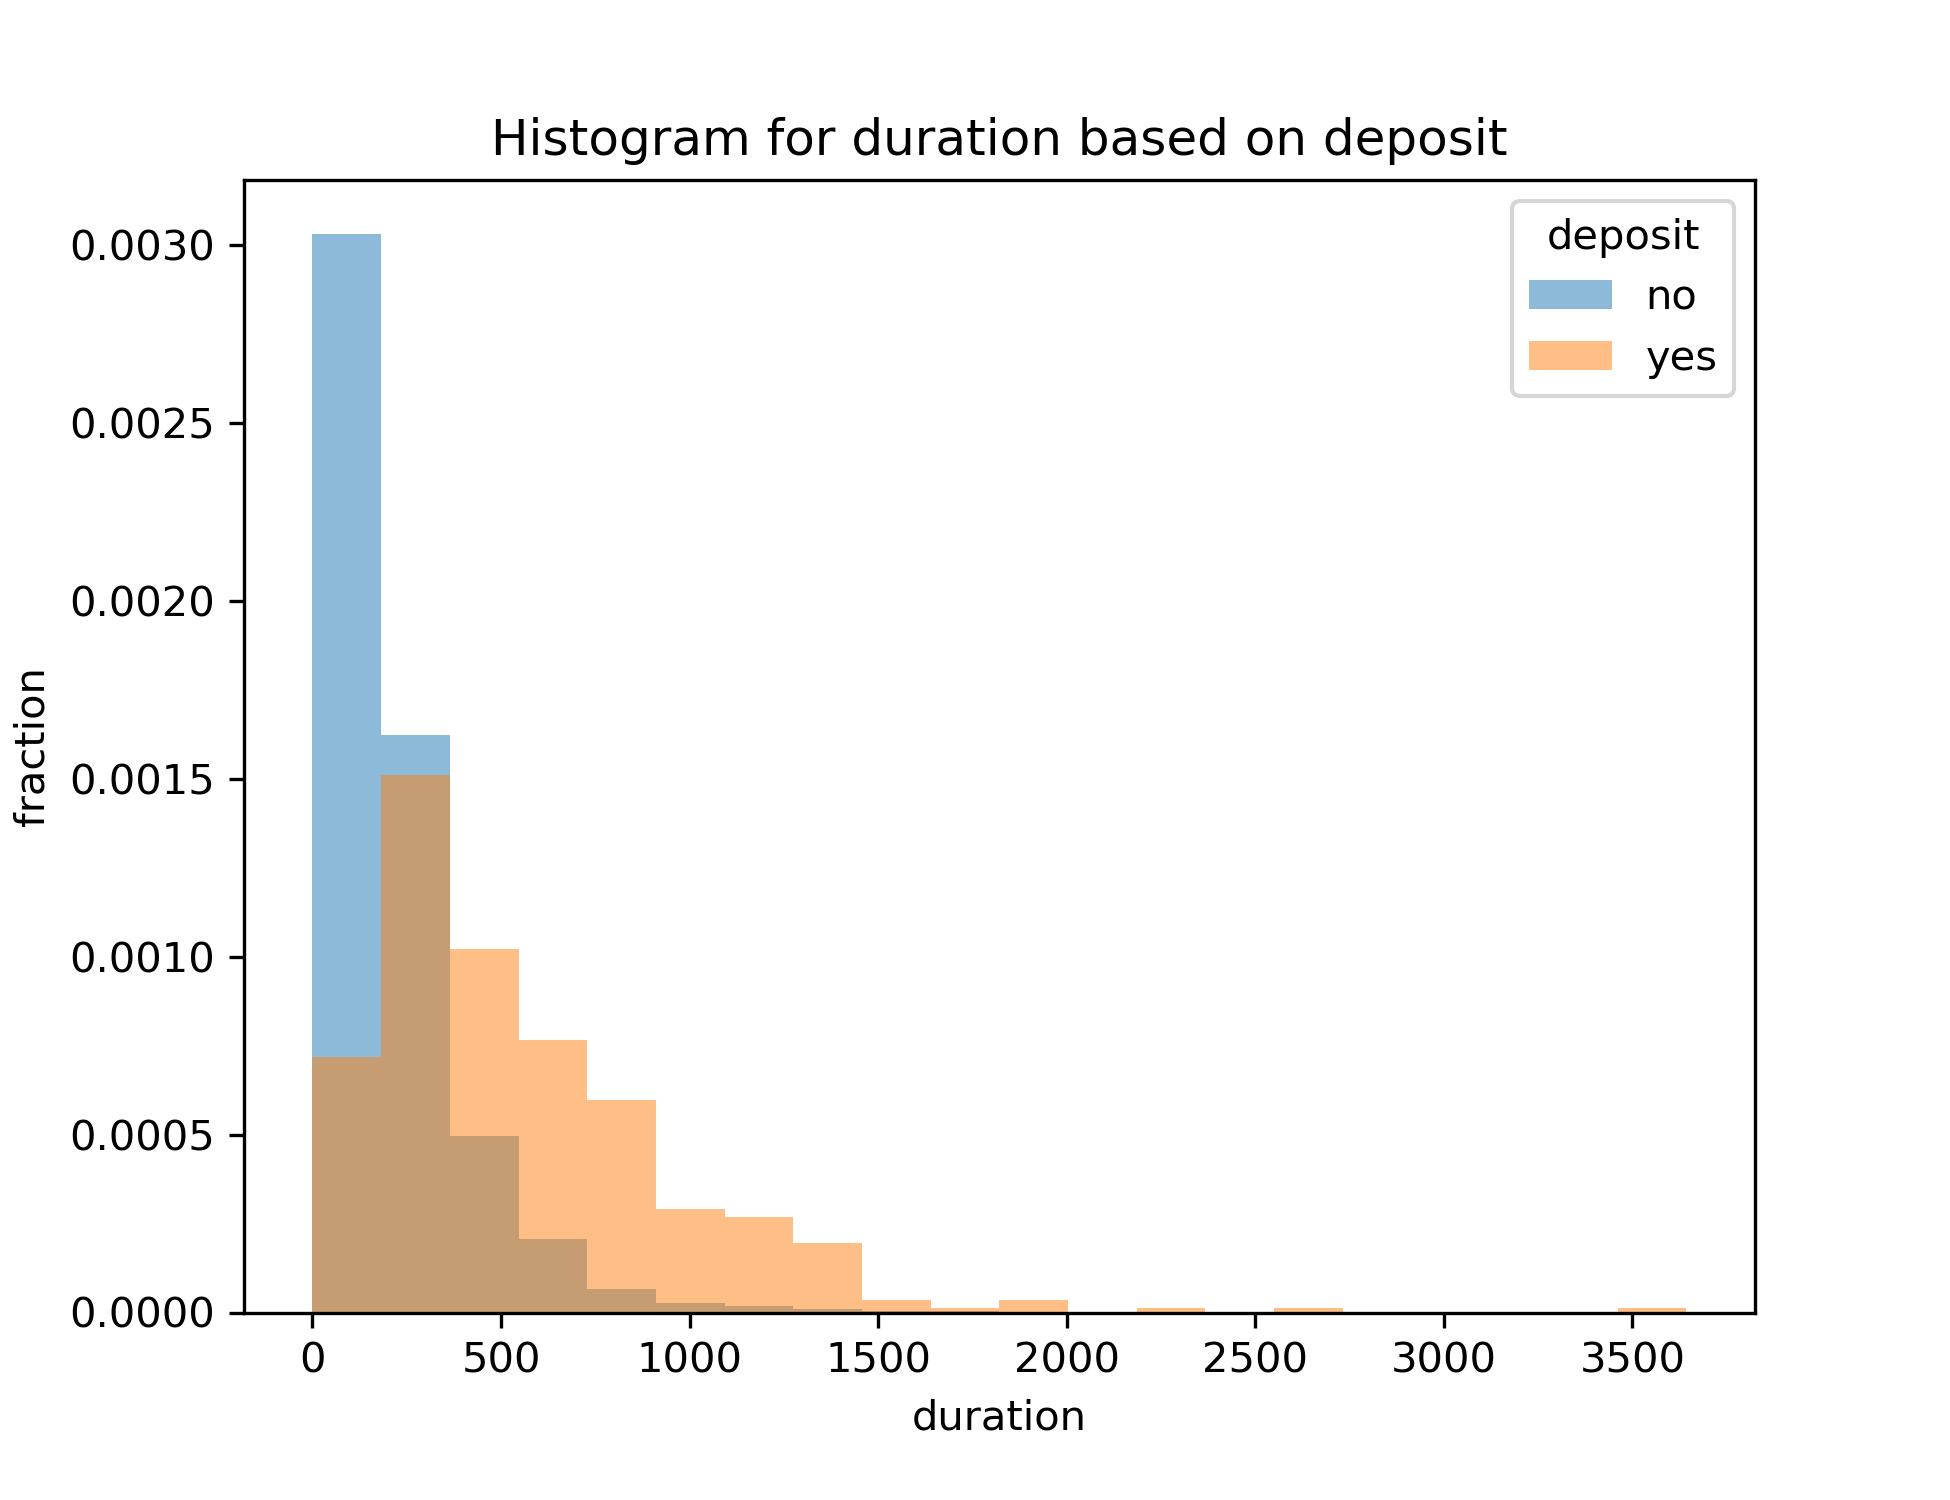 Histogram for duration based on deposit
deposit
no
yes
fraction
0.0030
0.0025
0.0020
0.0015
0.0010
0.0005
0.0000
0 500 1000 1500 2000 2500 3000 3500
duration